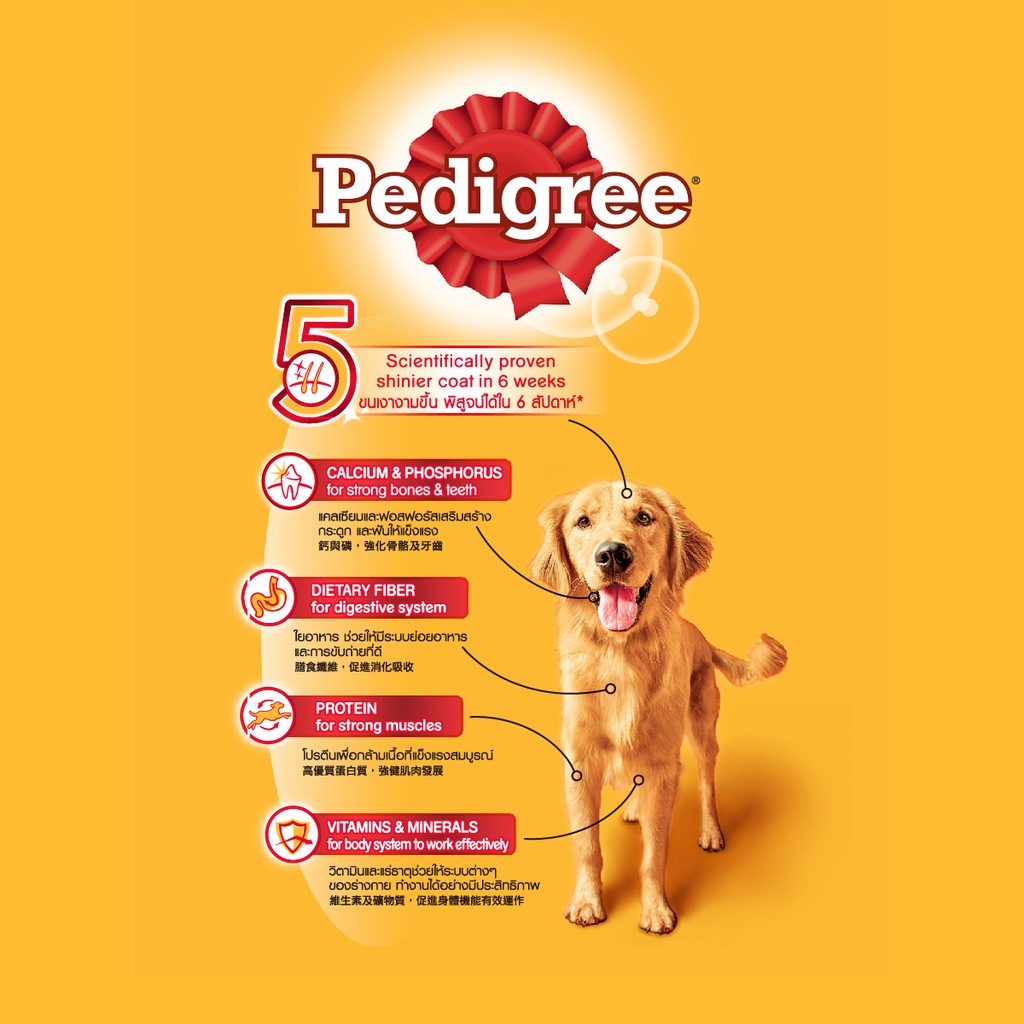 Pedigree®
5
Scientifically proven
shinier coat in 6 weeks
ขนเงางามขึ้น พิสูจน์ได้ใน 6 สัปดาห์*
CALCIUM & PHOSPHORUS
for strong bones & teeth
แคลเซียมและฟอสฟอรัสเสริมสร้าง
กระดูก และฟันให้แข็งแรง
鈣與磷，強化骨骼及牙齒
DIETARY FIBER
for digestive system
ใยอาหาร ช่วยให้มีระบบย่อยอาหาร
และการขับถ่ายที่ดี
膳食纖維，促進消化吸收
PROTEIN
for strong muscles
โปรตีนเพื่อกล้ามเนื้อที่แข็งแรงสมบูรณ์
高優質蛋白質，強健肌肉發展
VITAMINS & MINERALS
for body system to work effectively
วิตามินและแร่ธาตุช่วยให้ระบบต่างๆ
ของร่างกาย ทำงานได้อย่างมีประสิทธิภาพ
維生素及礦物質，促進身體機能有效運作